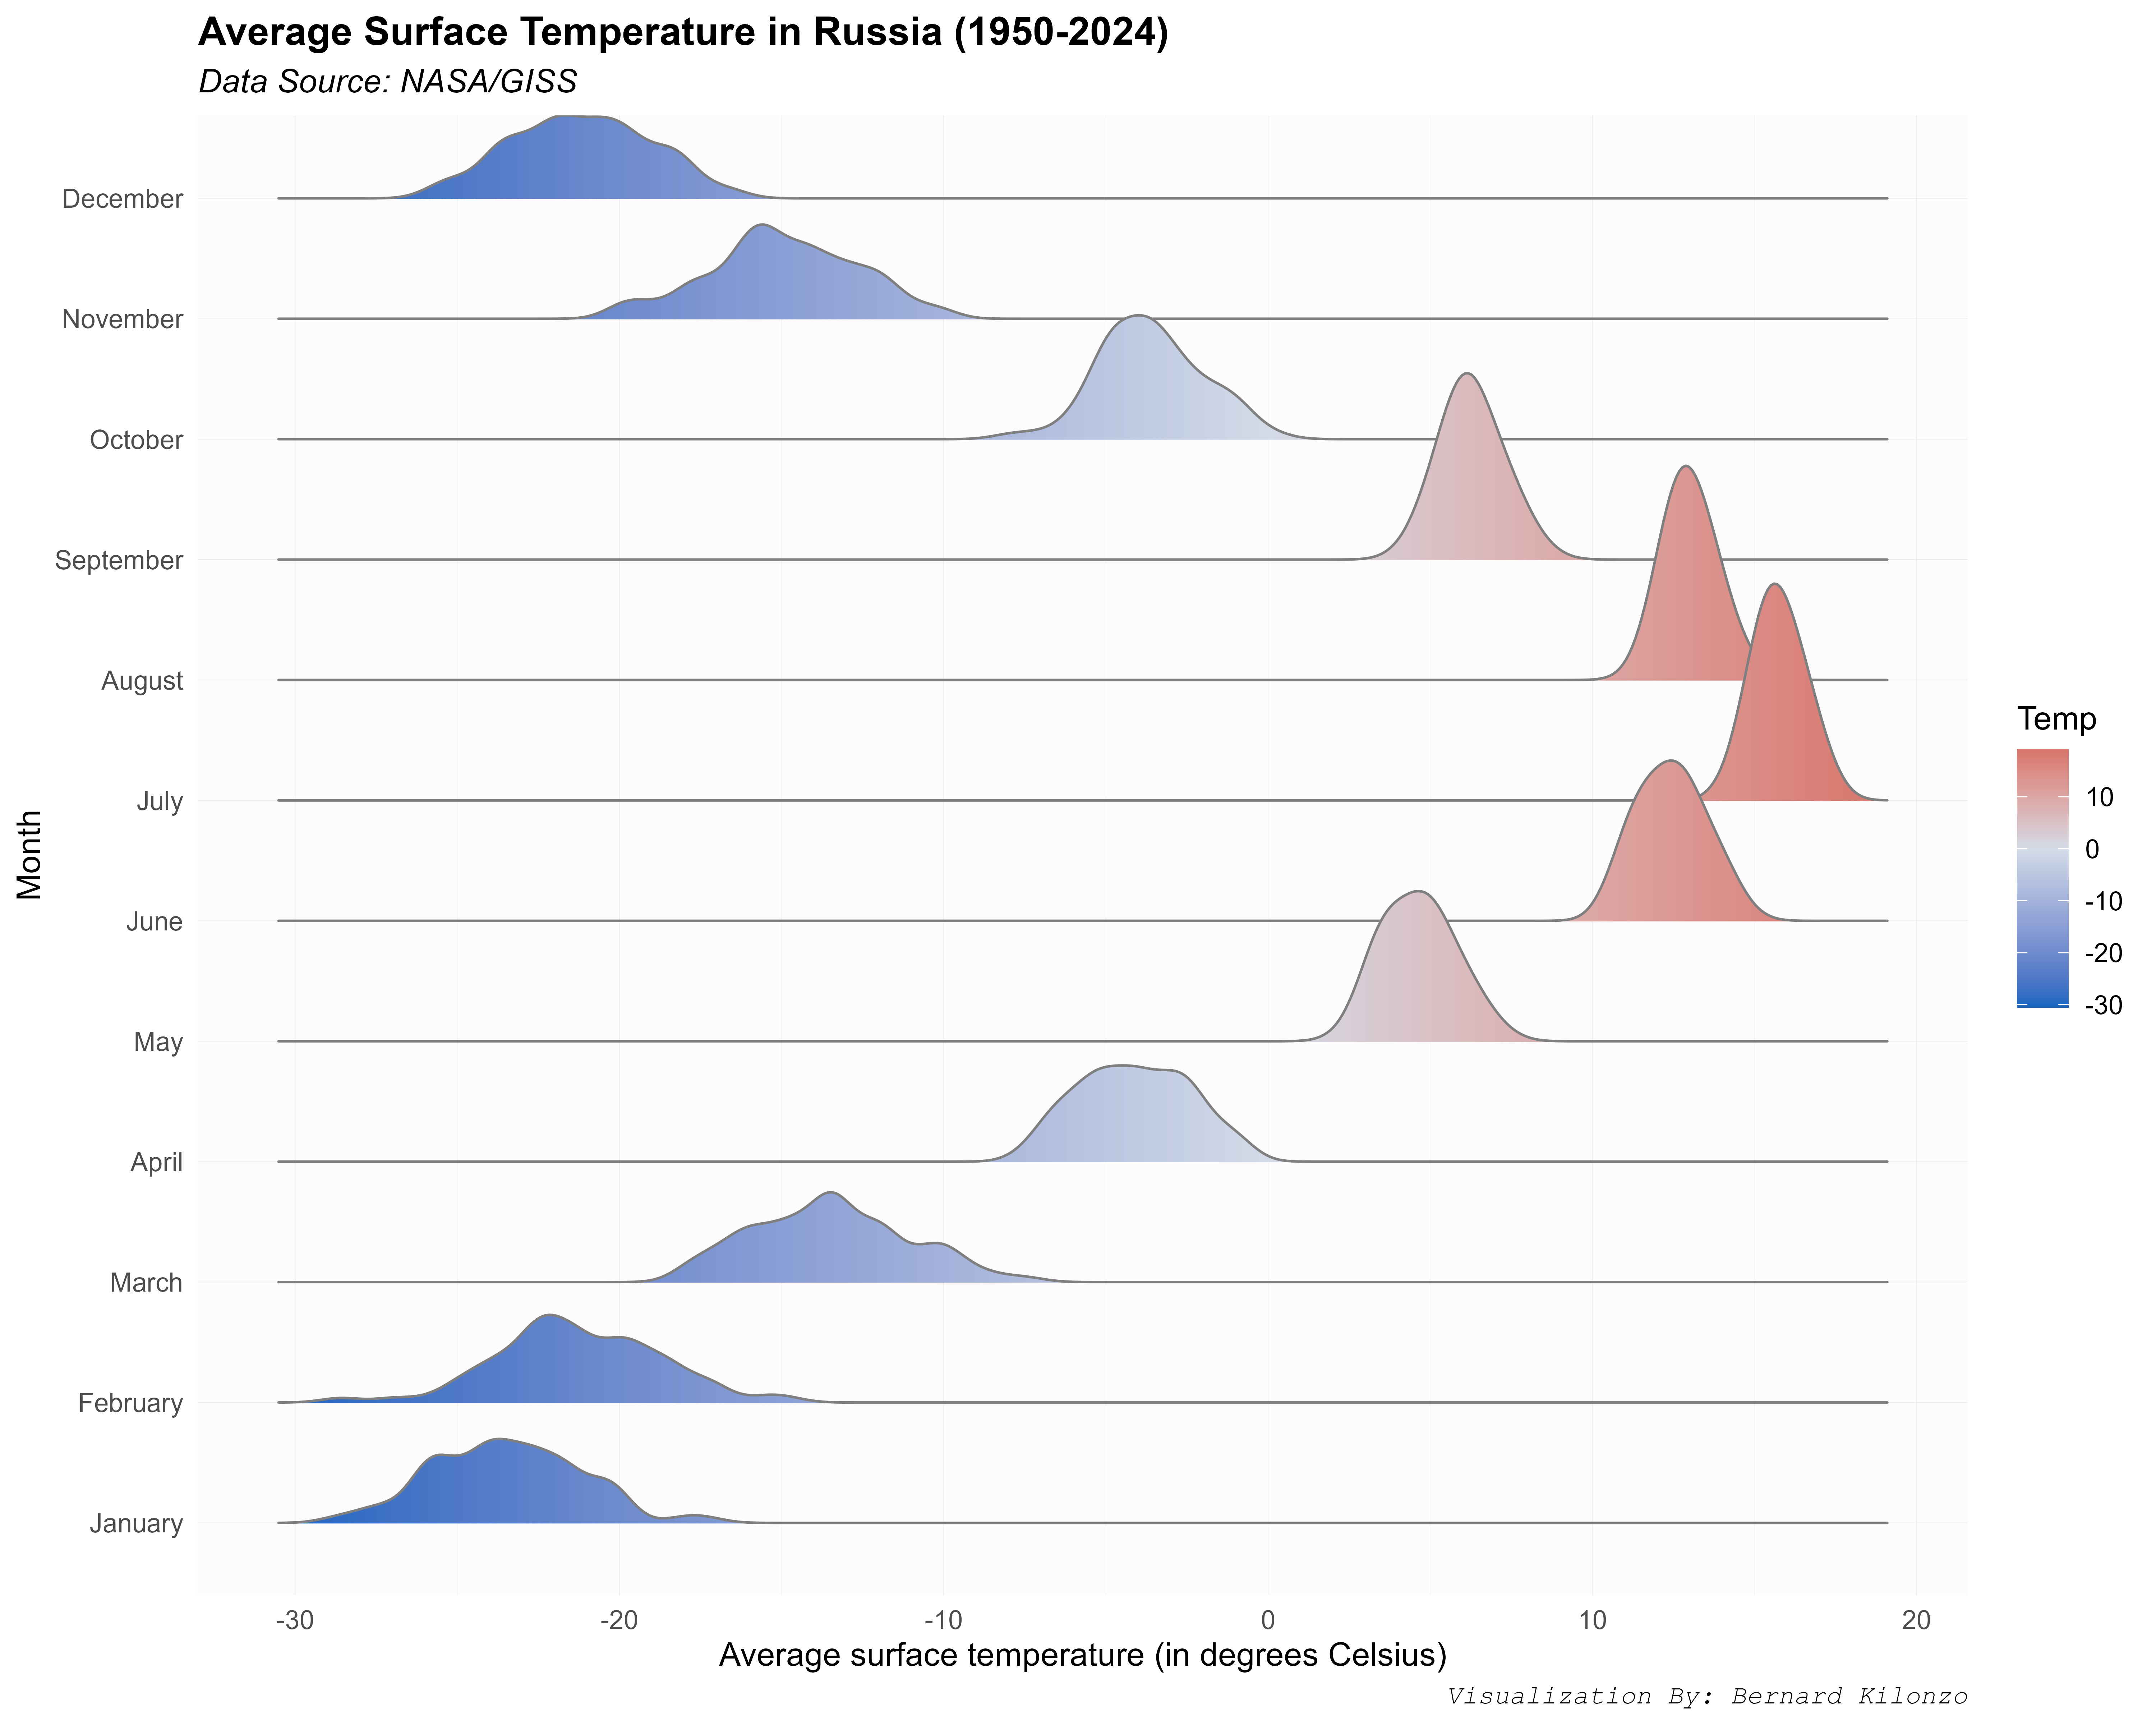 Average Surface Temperature in Russia (1950-2024)
Data Source: NASA/GISS
December
November
October
September
August
July
June
May
April
March
February
January
Month
-30
-20
-10
0
10
20
Average surface temperature (in degrees Celsius)
Temp
10
0
-10
-20
-30
Visualization By: Bernard Kilonzo